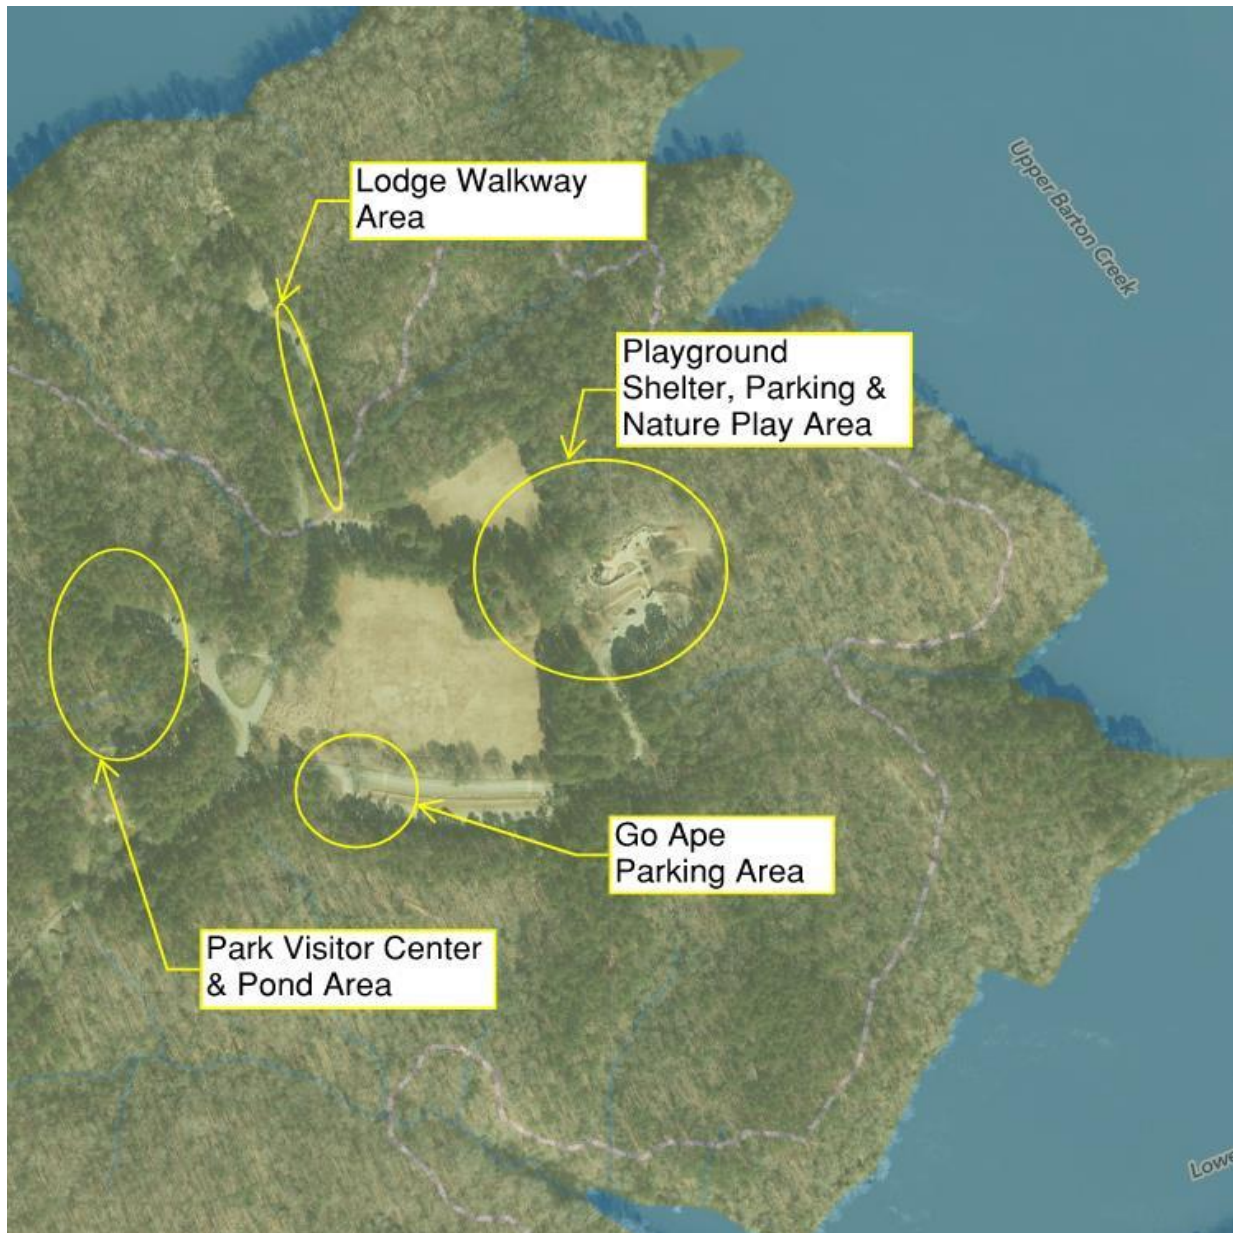 Lodge Walkway
Area
Upper Barton Creek
Playground
Shelter, Parking &
Nature Play Area
Go Ape
Parking Area
Park Visitor Center
& Pond Area
Lowe